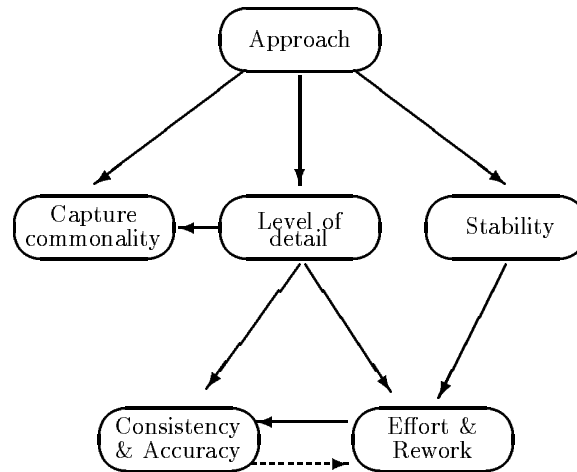 Approach
Capture
commonality
Level of
detail
Stability
Consistency
& Accuracy
Effort &
Rework